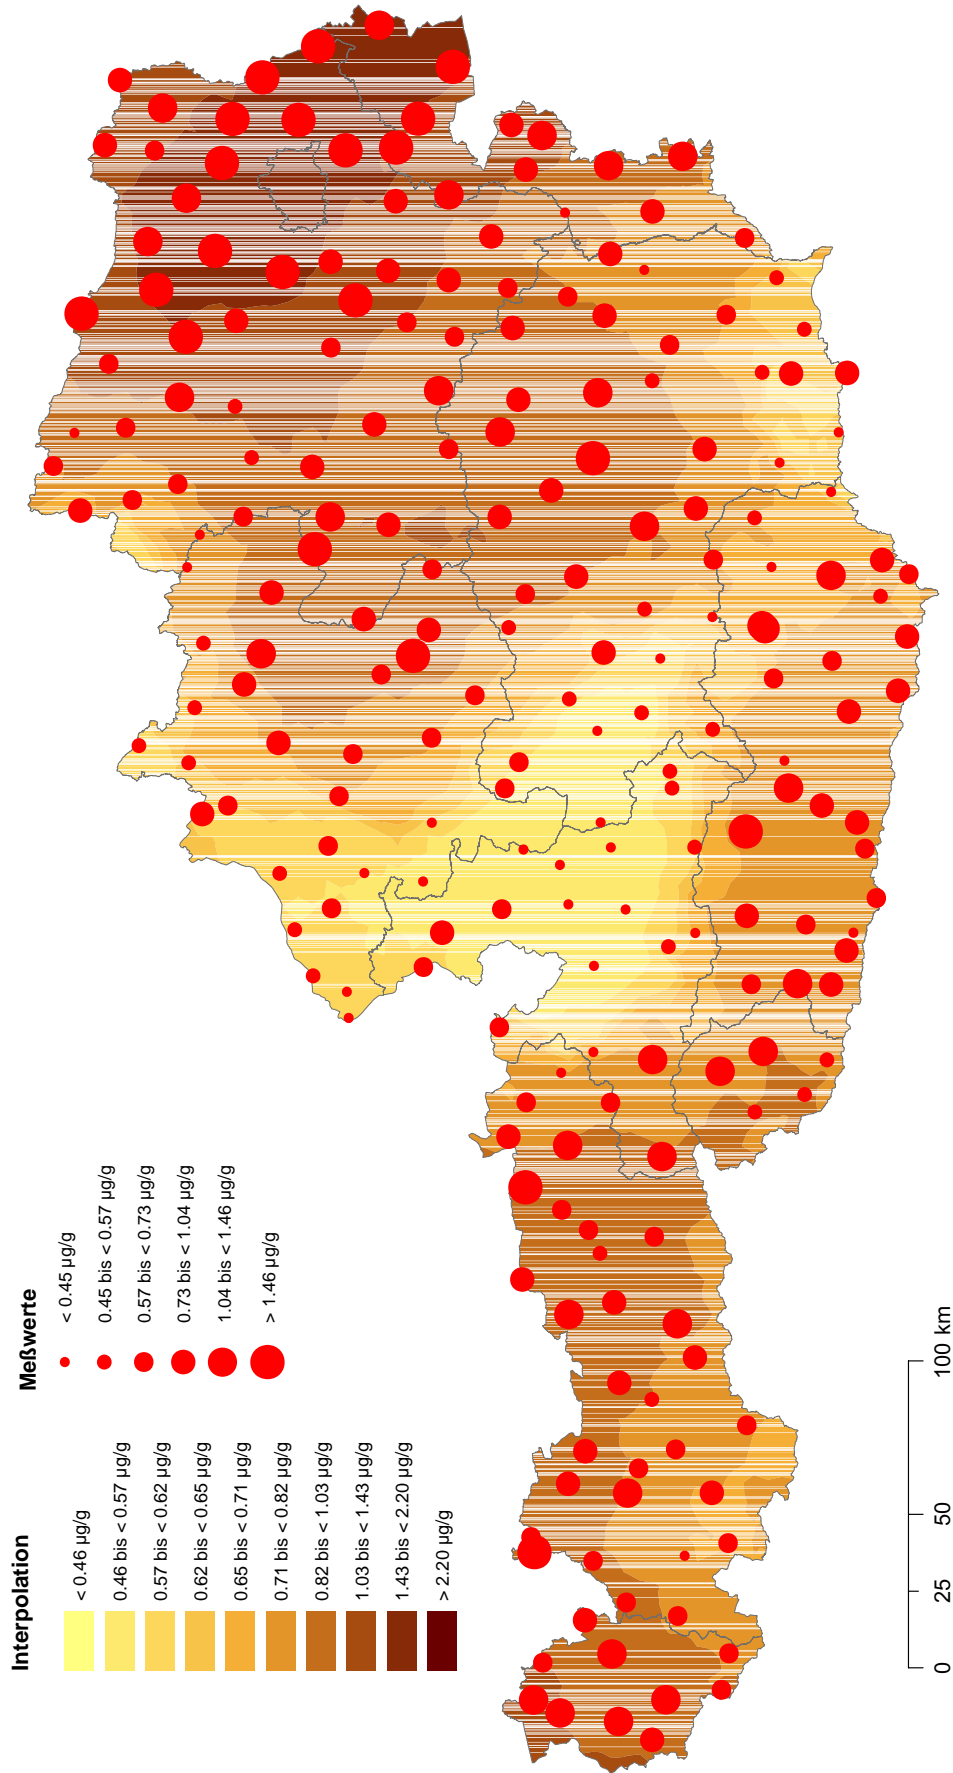 Interpolation
< 0.46 µg/g
0.46 bis < 0.57 µg/g
0.57 bis < 0.62 µg/g
0.62 bis < 0.65 µg/g
0.65 bis < 0.71 µg/g
0.71 bis < 0.82 µg/g
0.82 bis < 1.03 µg/g
1.03 bis < 1.43 µg/g
1.43 bis < 2.20 µg/g
> 2.20 µg/g
Meßwerte
< 0.45 µg/g
0.45 bis < 0.57 µg/g
0.57 bis < 0.73 µg/g
0.73 bis < 1.04 µg/g
1.04 bis < 1.46 µg/g
> 1.46 µg/g
0 25 50 100 km